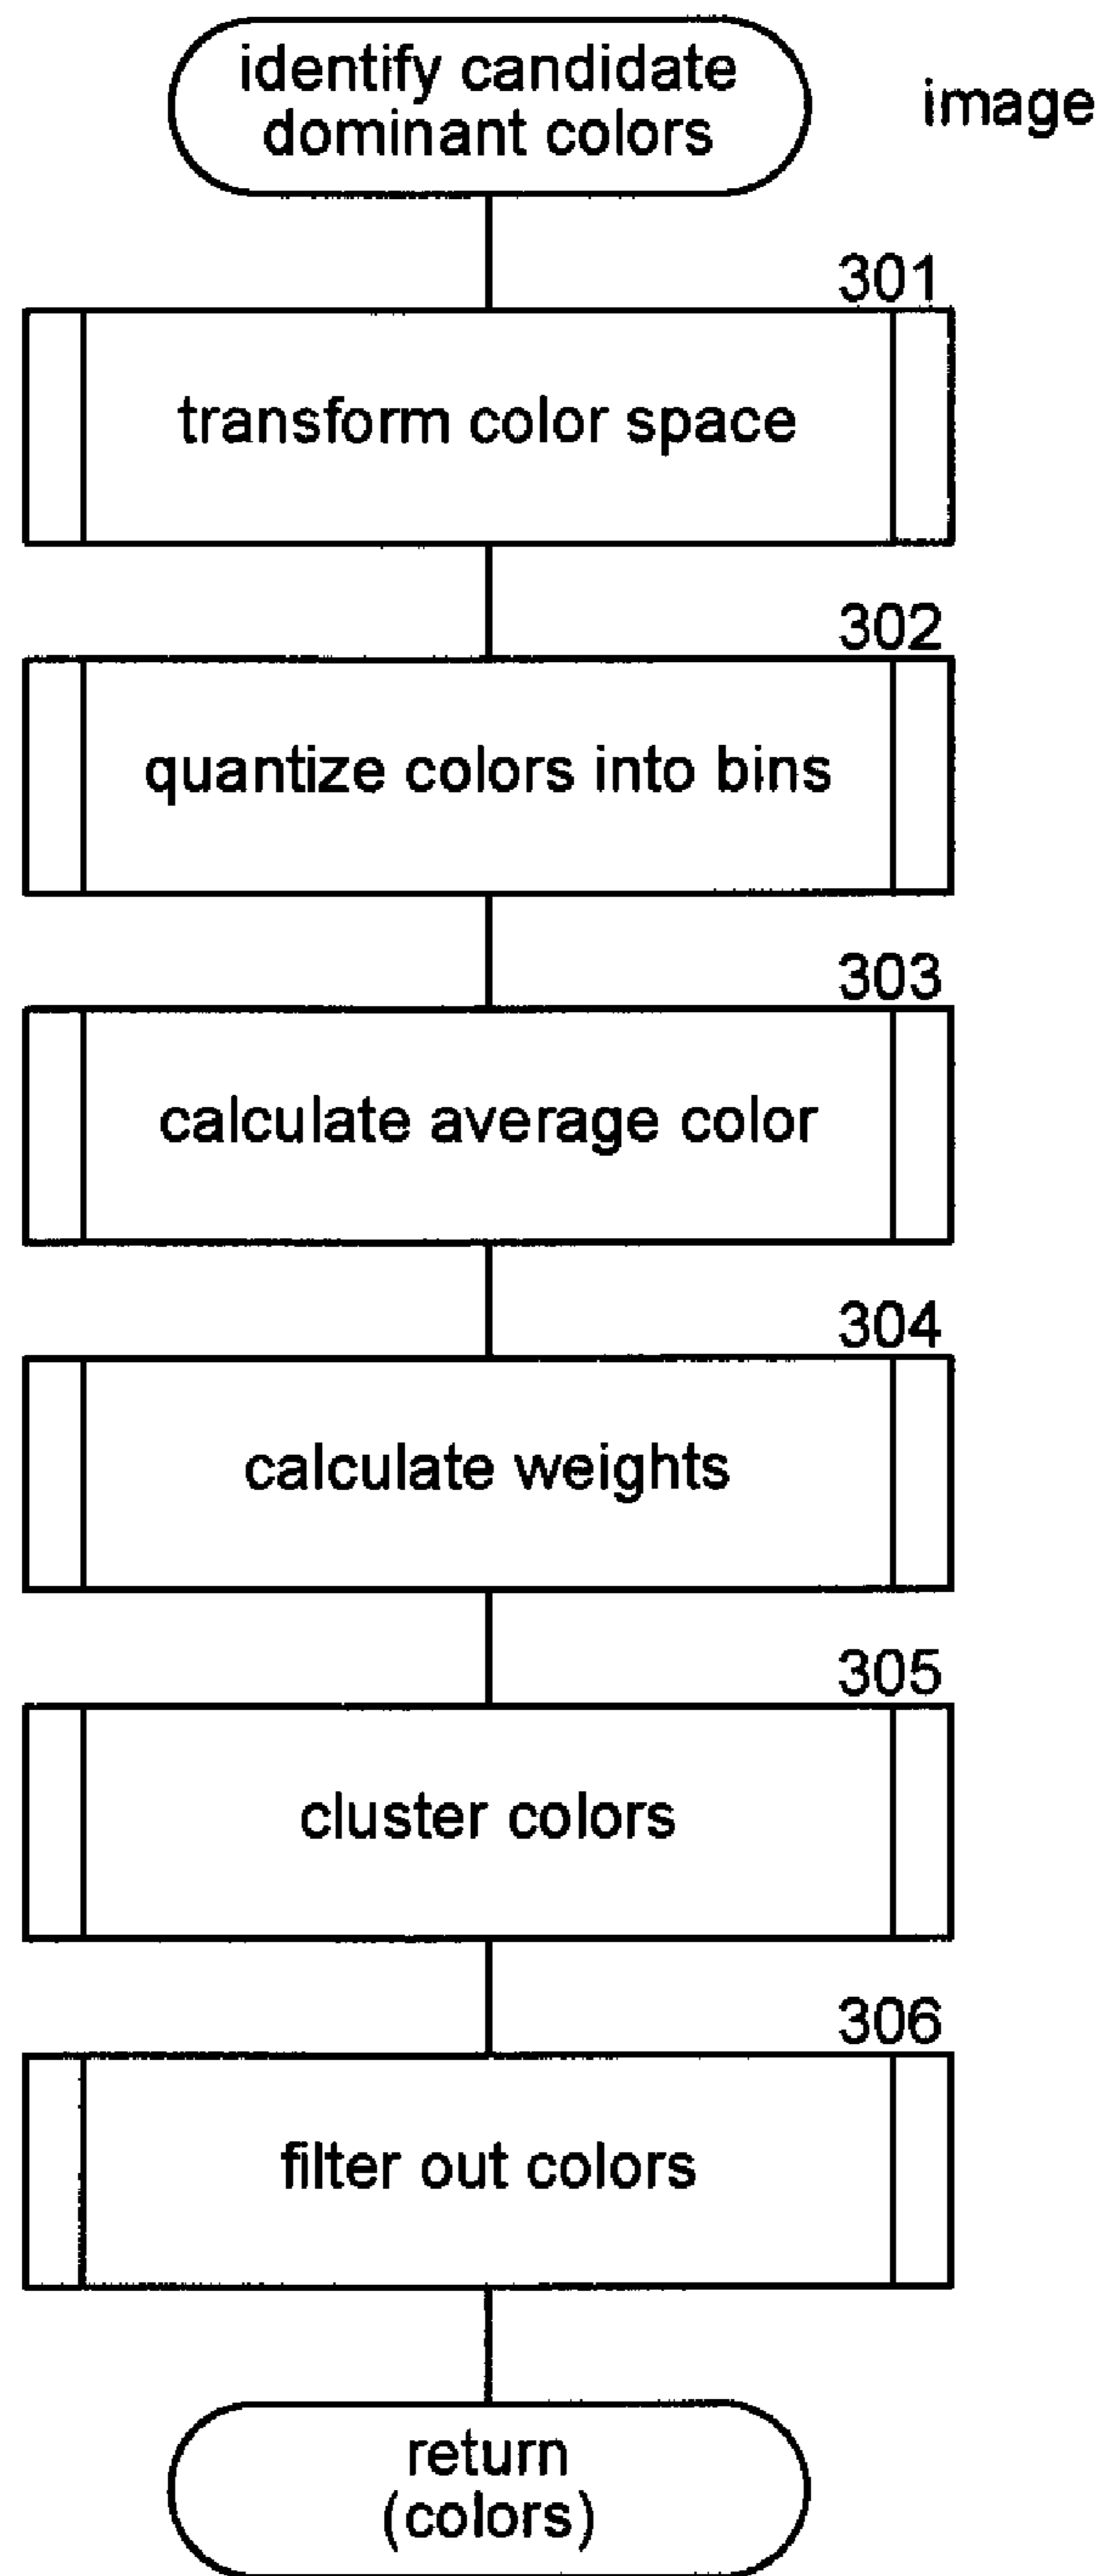 identify candidate
dominant colors
image
301
transform color space
302
quantize colors into bins
303
calculate average color
304
calculate weights
305
cluster colors
306
filter out colors
return
(colors)